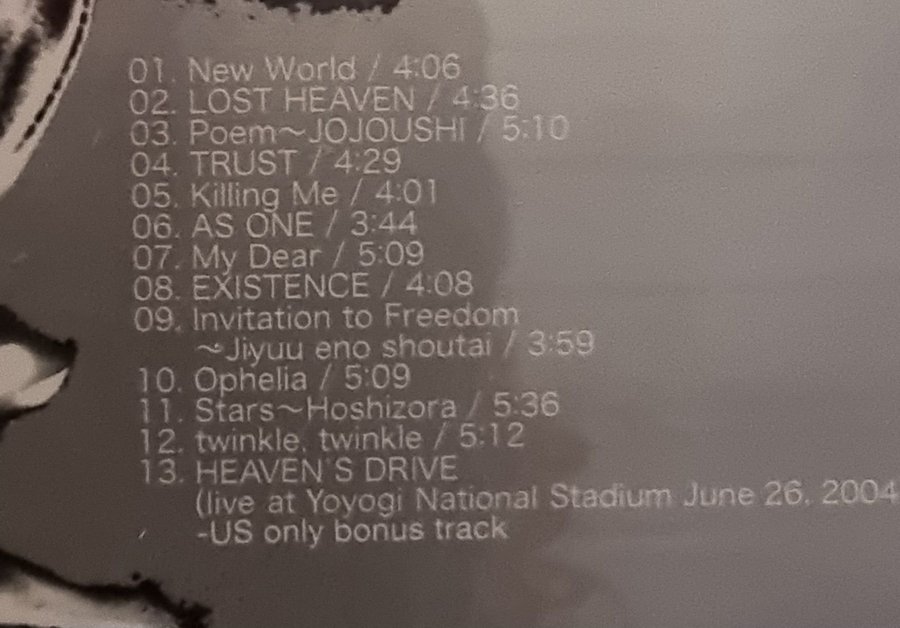 01. New World / 4:06
02. LOST HEAVEN / 4:36
03. Poem~JOJOUSHI / 5:10
04. TRUST / 4:29
05. Killing Me / 4:01
06. AS ONE / 3:44
07. My Dear / 5:09
08. EXISTENCE / 4:08
09. Invitation to Freedom
~Jiyuu eno shoutai / 3:59
10. Ophelia / 5:09
11. Stars~Hoshizora / 5:36
12. twinkle, twinkle / 5:12
13. HEAVEN'S DRIVE
(live at Yoyogi National Stadium June 26, 2004
-US only bonus track